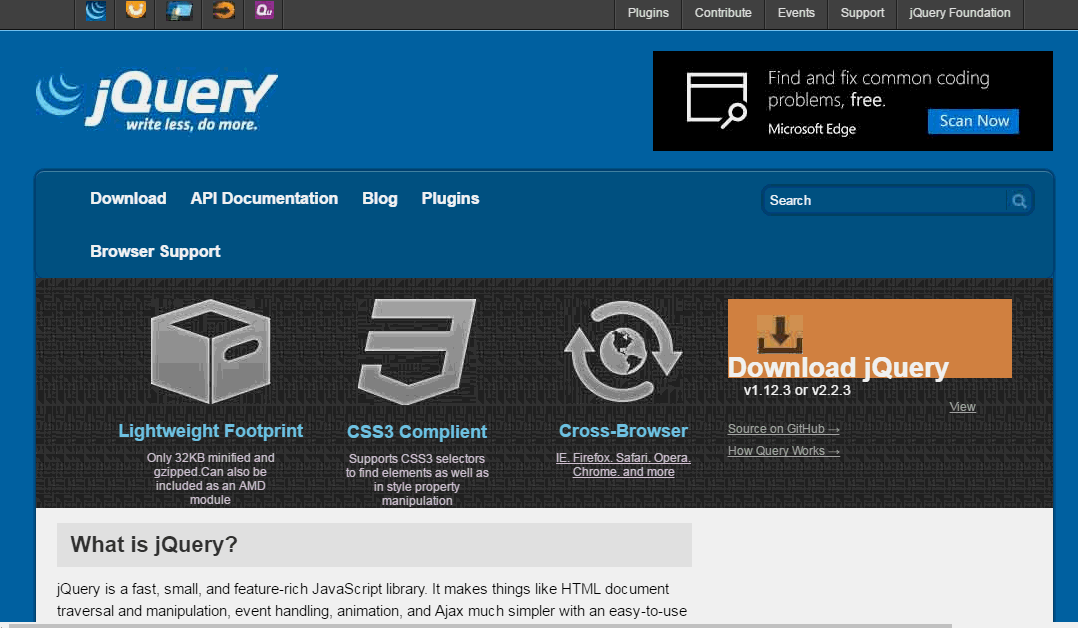 Qu
Plugins
Contribute
Events
Support
jQuery Foundation
jQuery
write less, do more.
Find and fix common coding
problems, free.
Microsoft Edge
Scan Now
Download
API Documentation
Blog
Plugins
Search
Browser Support
Lightweight Footprint
Only 32KB minified and
gzipped.Can also be
included as an AMD
module
CSS3 Complient
Supports CSS3 selectors
to find elements as well as
in style property
manipulation
Cross-Browser
IE. Firefox. Safari. Opera.
Chrome. and more
Download jQuery
v1.12.3 or v2.2.3
View
Source on GitHub →
How Query Works →
What is jQuery?
jQuery is a fast, small, and feature-rich JavaScript library. It makes things like HTML document
traversal and manipulation, event handling, animation, and Ajax much simpler with an easy-to-use